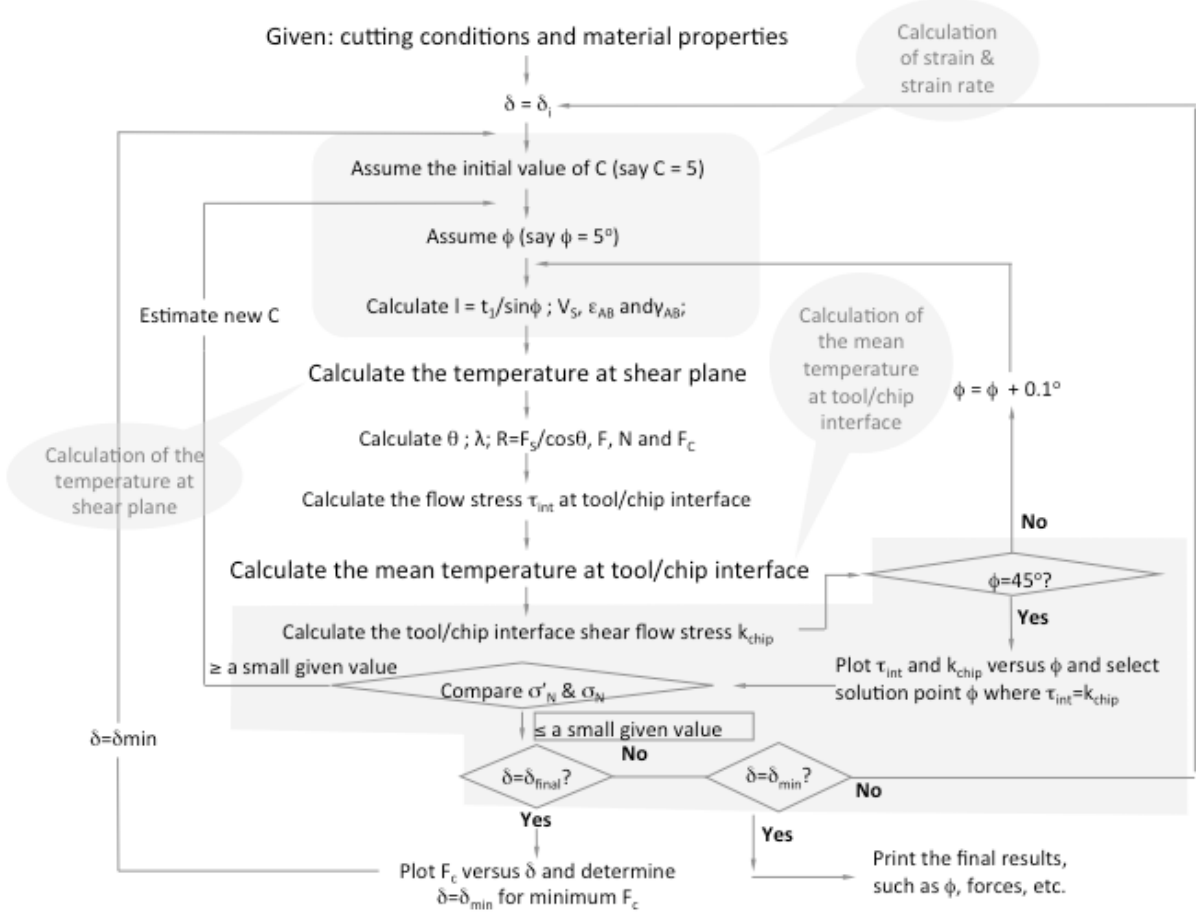 Given: cutting conditions and material properties
Calculation
of strain &
strain rate
δ = δi
Assume the initial value of C (say C = 5)
Assume ϕ (say ϕ = 5°)
Estimate new C
Calculate l = t1/sinϕ ; VS, εAB andγAB;
Calculation of
the mean
temperature
at tool/chip
interface
Calculate the temperature at shear plane
ϕ = ϕ + 0.1°
Calculate θ ; λ; R=FS/cosθ, F, N and FC
Calculation of the
temperature at
shear plane
Calculate the flow stress τint at tool/chip interface
No
Calculate the mean temperature at tool/chip interface
ϕ=45°?
Yes
Calculate the tool/chip interface shear flow stress kchip
≥ a small given value
Plot τint and kchip versus ϕ and select
solution point ϕ where τint=kchip
Compare σ'N & σN
≤ a small given value
δ=δmin
No
δ=δfinal?
δ=δmin?
No
Yes
Yes
Plot Fc versus δ and determine
δ=δmin for minimum Fc
Print the final results,
such as ϕ, forces, etc.